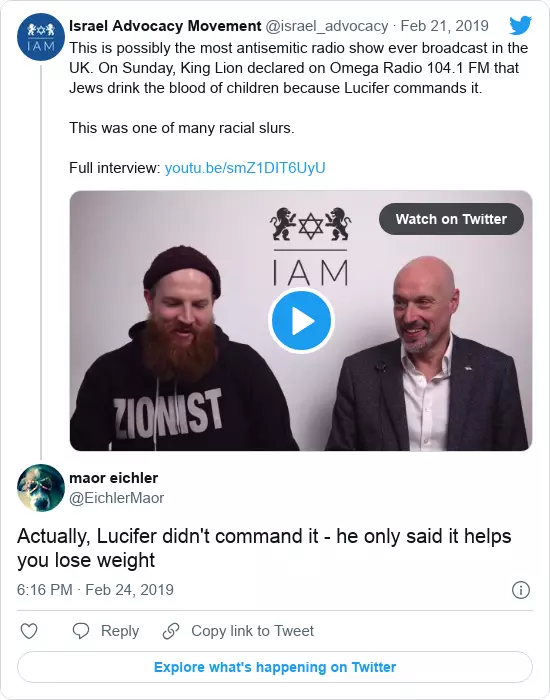 Israel Advocacy Movement @israel_advocacy · Feb 21, 2019
IAM
This is possibly the most antisemitic radio show ever broadcast in the
UK. On Sunday, King Lion declared on Omega Radio 104.1 FM that
Jews drink the blood of children because Lucifer commands it.
This was one of many racial slurs.
Full interview: youtu.be/smZ1DIT6UyU
Watch on Twitter
IAM
ZIONIST
maor eichler
@EichlerMaor
Actually, Lucifer didn't command it - he only said it helps
you lose weight
6:16 PM · Feb 24, 2019
Reply
Copy link to Tweet
Explore what's happening on Twitter